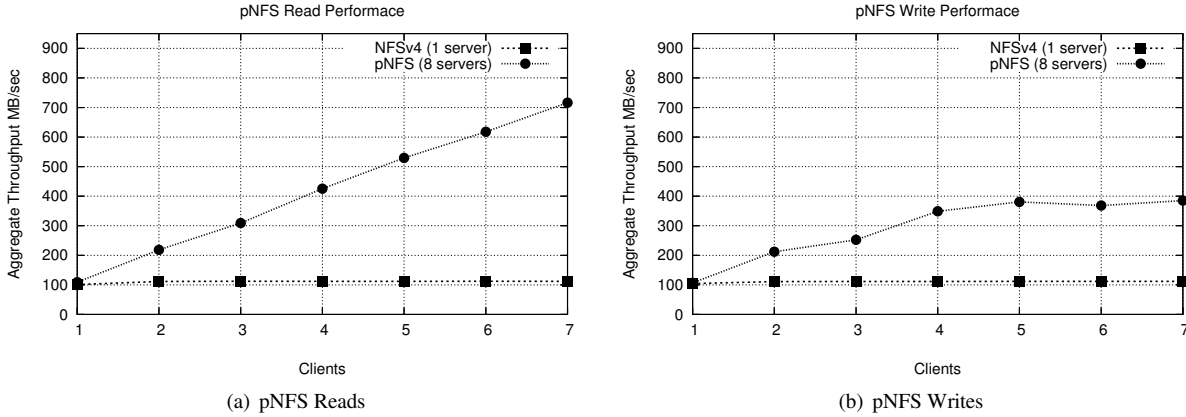 pNFS Read Performace
Aggregate Throughput MB/sec
900
800
700
600
500
400
300
200
100
0
NFSv4 (1 server)
pNFS (8 servers)
1 2 3 4 5 6 7
Clients
(a) pNFS Reads
pNFS Write Performace
Aggregate Throughput MB/sec
900
800
700
600
500
400
300
200
100
0
NFSv4 (1 server)
pNFS (8 servers)
1 2 3 4 5 6 7
Clients
(b) pNFS Writes